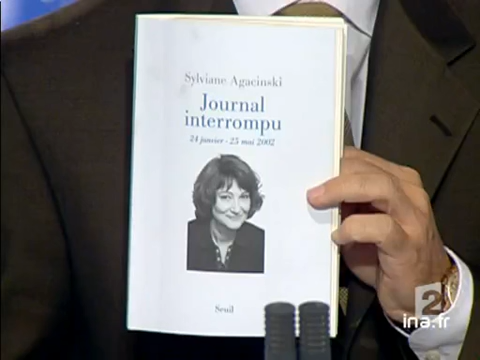 Sylviane Agacinski
Journal
interrompu
24 janvier - 25 mai 2002
Seuil
2
ina.fr